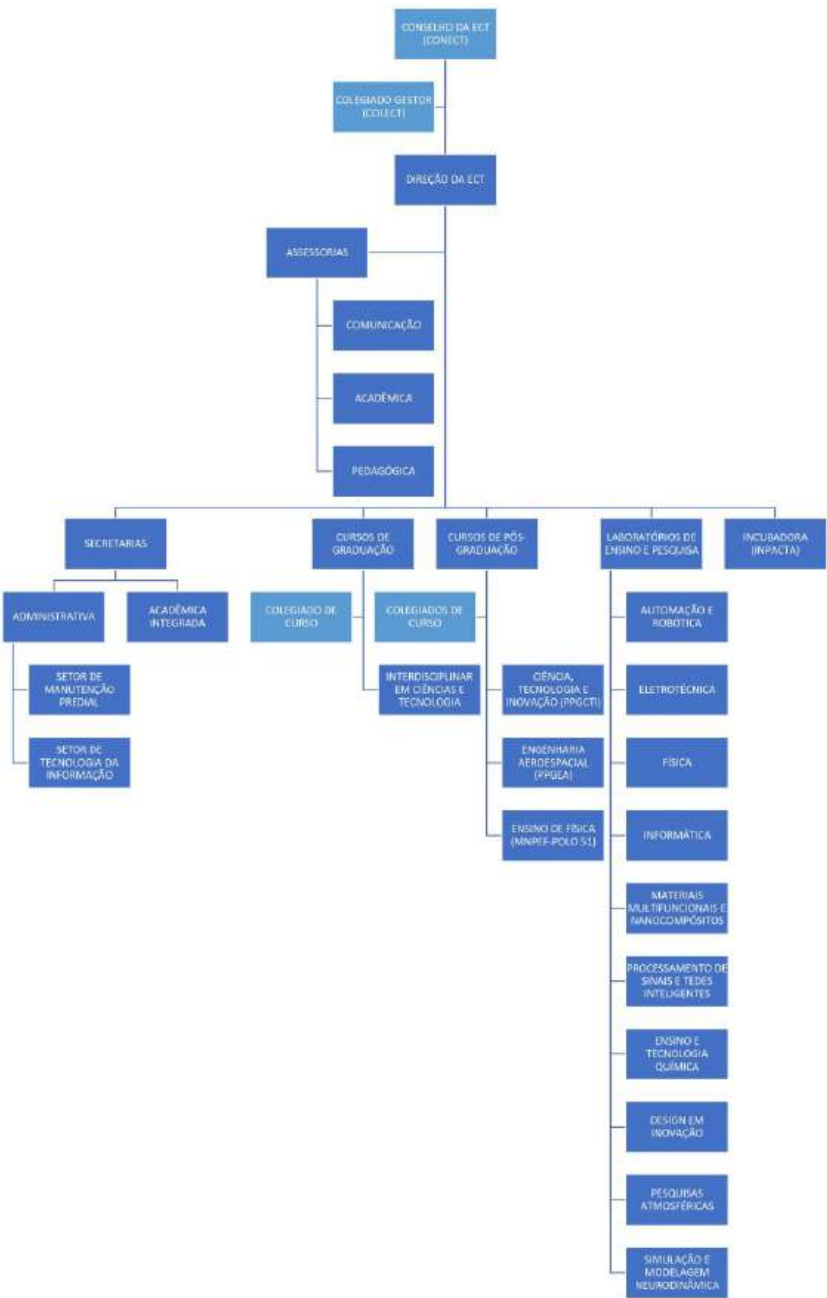 CONSELHO DA ECT
(CONECT)
COLEGIADO GESTOR
(COLECT)
DIREÇÃO DA ECT
ASSESSORIAS
COMUNICAÇÃO
ACADÊMICA
PEDAGÓGICA
SECRETARIAS
CURSOS DE
GRADUAÇÃO
CURSOS DE PÓS-
GRADUAÇÃO
LABORATÓRIOS DE
ENSINO E PESQUISA
INCUBADORA
(INPACTA)
ADMINISTRATIVA
ACADÊMICA
INTEGRADA
COLEGIADO DE
CURSO
COLEGIADOS DE
CURSO
AUTOMAÇÃO E
ROBÓTICA
SETOR DE
MANUTENÇÃO
PREDIAL
INTERDISCIPLINAR
EM CIÊNCIAS E
TECNOLOGIA
CIÊNCIA,
TECNOLOGIA E
INOVAÇÃO (PPGCTI)
ELETROTÉCNICA
SETOR DE
TECNOLOGIA DA
INFORMAÇÃO
ENGENHARIA
AEROESPACIAL
(PPGEA)
FÍSICA
ENSINO DE FÍSICA
(MNPEF-POLO 51)
INFORMÁTICA
MATERIAIS
MULTIFUNCIONAIS E
NANOCOMPÓSITOS
PROCESSAMENTO DE
SINAIS E TEDES
INTELIGENTES
ENSINO E
TECNOLOGIA
QUÍMICA
DESIGN EM
INOVAÇÃO
PESQUISAS
ATMOSFÉRICAS
SIMULAÇÃO E
MODELAGEM
NEURODINÂMICA